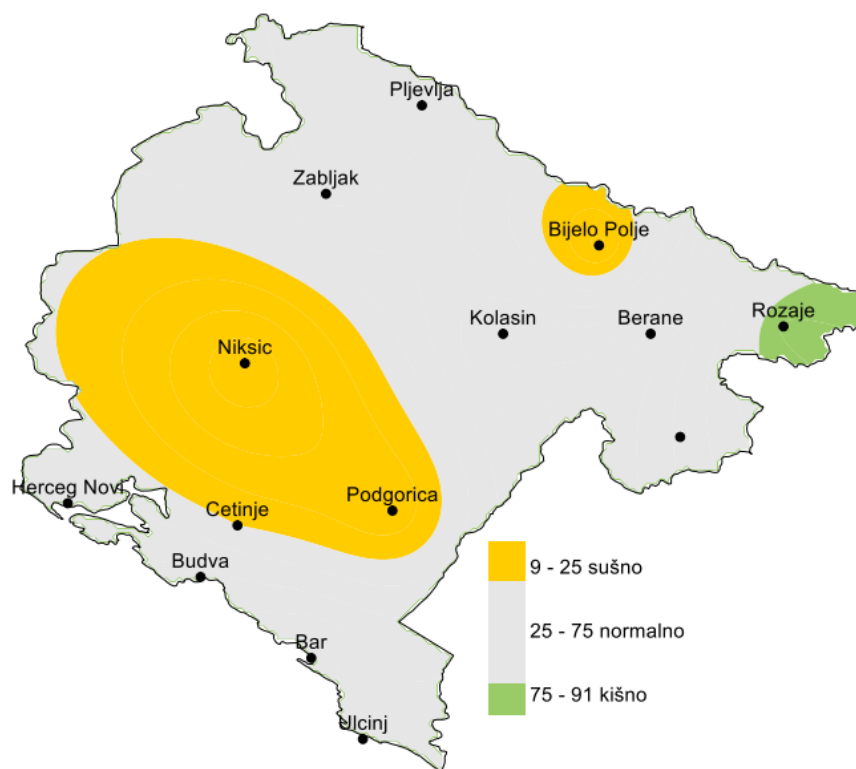 Pljevlja
Zabljak
Bijelo Polje
Rozaje
Kolasin
Berane
Niksic
Herceg Novi
Podgorica
Cetinje
Budva
Bar
Ulcinj
9 - 25 sušno
25 - 75 normalno
75 - 91 kišno